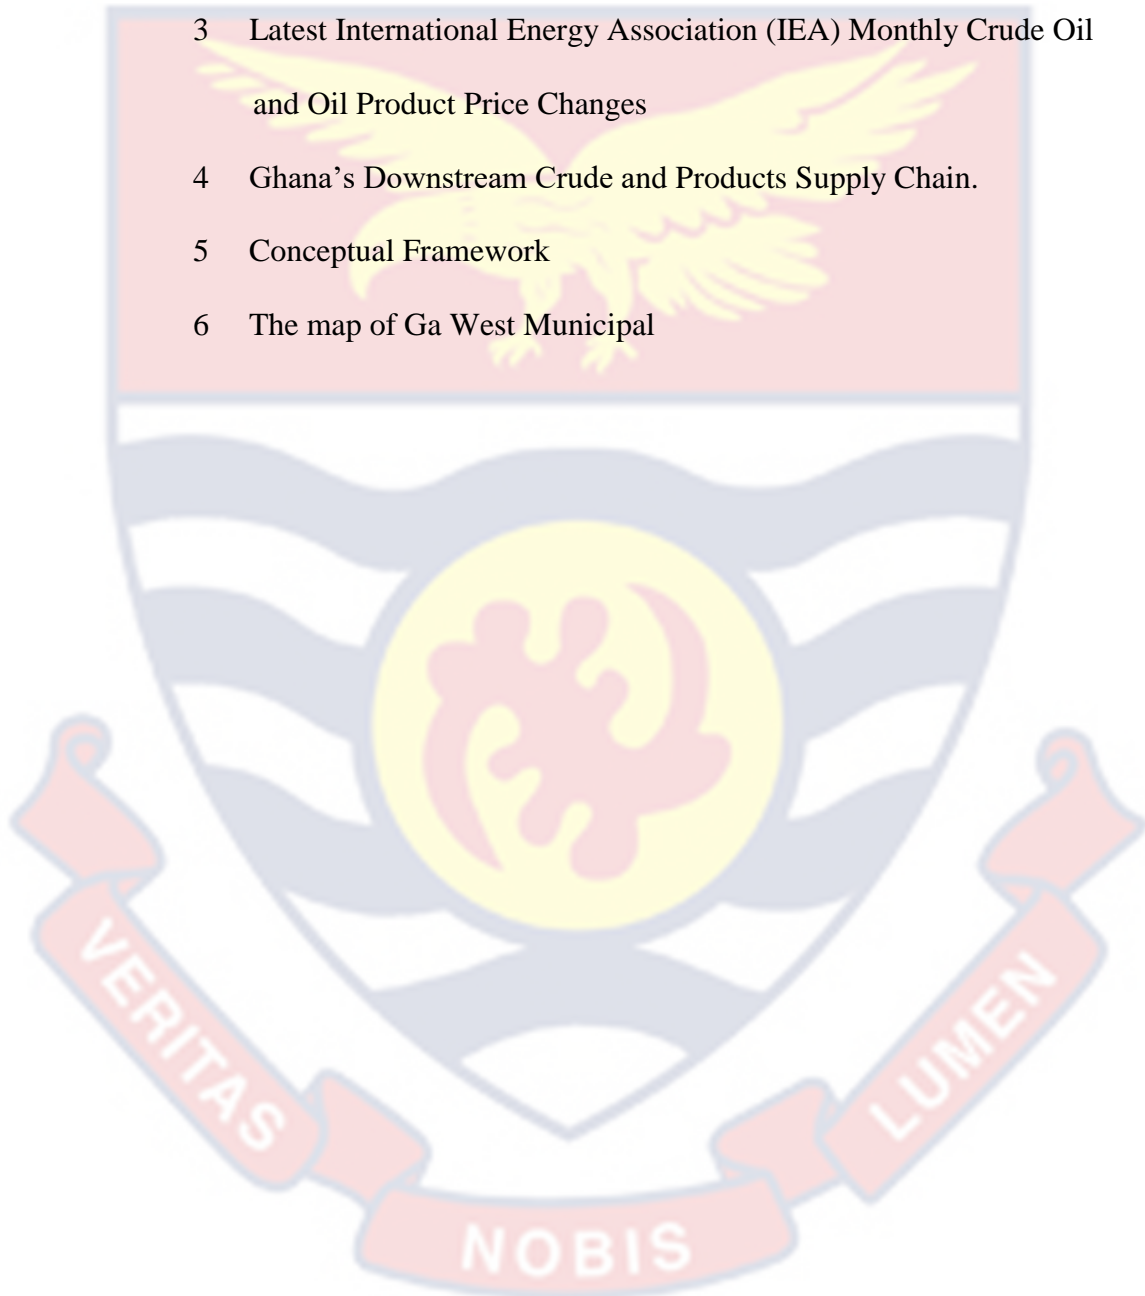 3 Latest International Energy Association (IEA) Monthly Crude Oil
and Oil Product Price Changes
4 Ghana’s Downstream Crude and Products Supply Chain.
5 Conceptual Framework
6 The map of Ga West Municipal
VERITAS
NOBIS
LUMEN